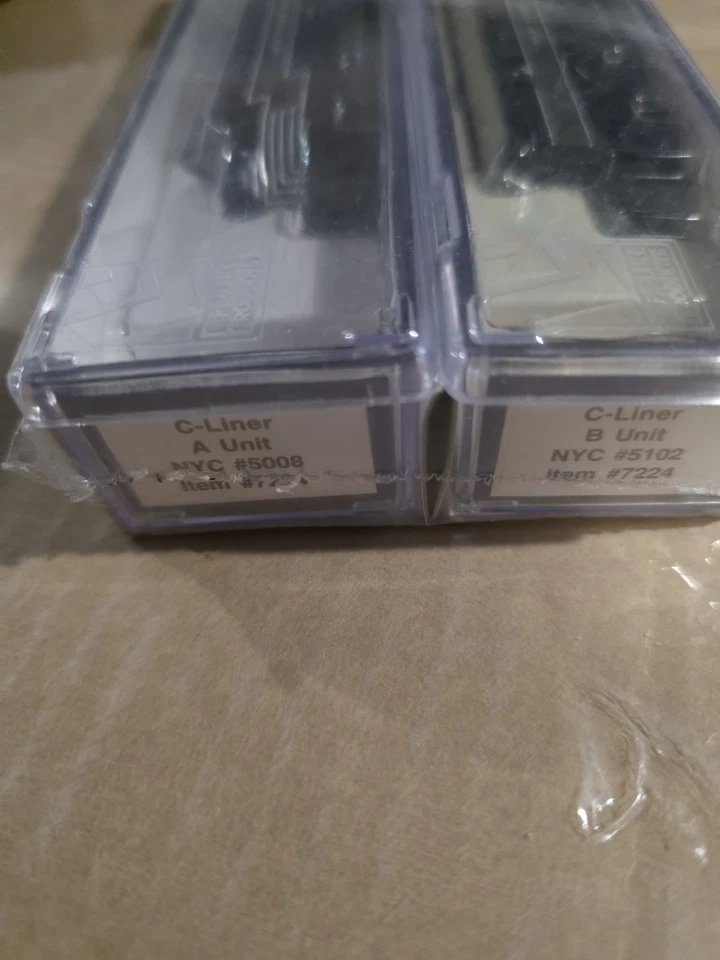 C-Liner
A Unit
NYC #5008
Item
C-Liner
B Unit
NYC #5102
Item #7224